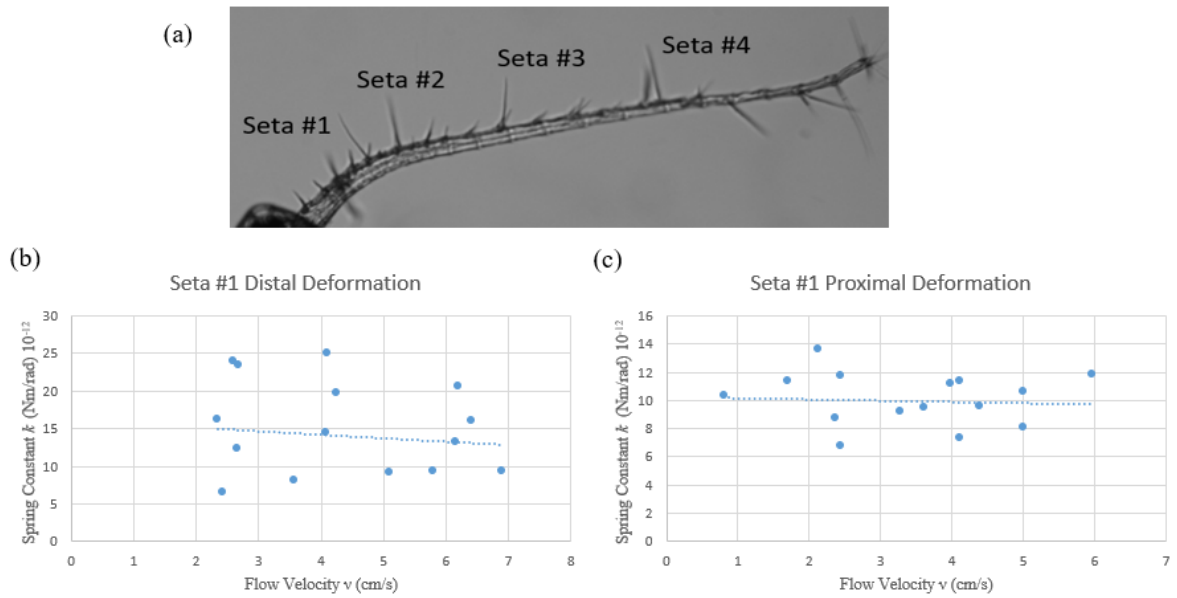 (a)
Seta #1
Seta #2
Seta #3
Seta #4
(b)
Seta #1 Distal Deformation
Spring Constant k (Nm/rad) 10⁻¹²
30
25
20
15
10
5
0
0 1 2 3 4 5 6 7 8
Flow Velocity v (cm/s)
(c)
Seta #1 Proximal Deformation
Spring Constant k (Nm/rad) 10⁻¹²
16
14
12
10
8
6
4
2
0
0 1 2 3 4 5 6 7
Flow Velocity v (cm/s)